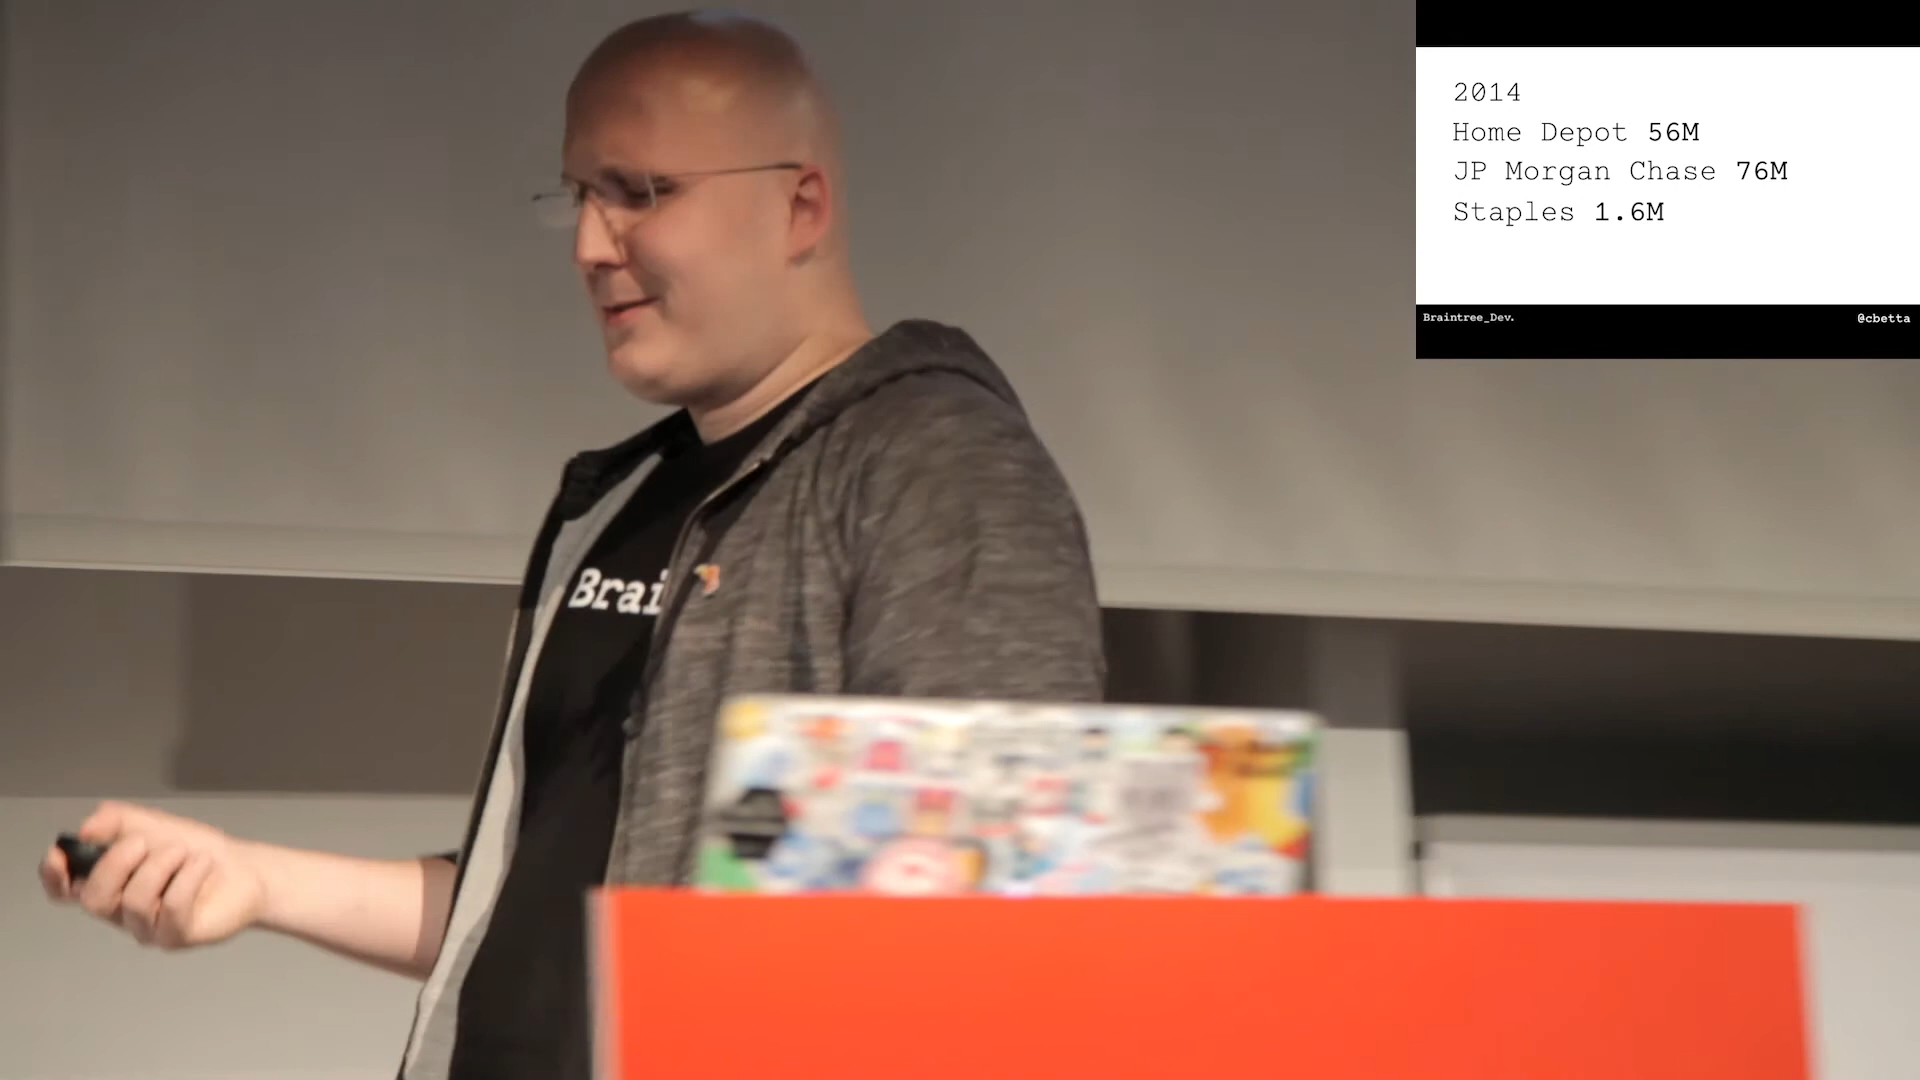 2014
Home Depot 56M
JP Morgan Chase 76M
Staples 1.6M
Braintree_Dev.
@cbetta
Brai